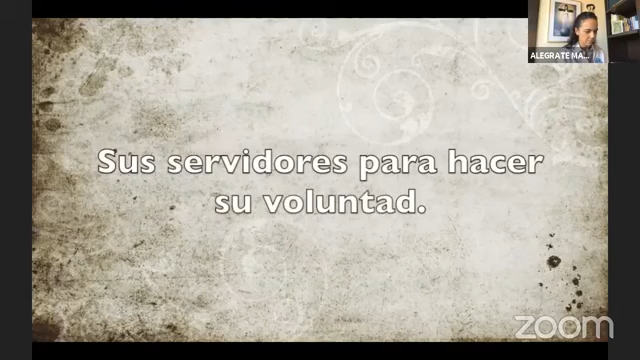 ALEGRATE MA...
Sus servidores para hacer
su voluntad.
zoom